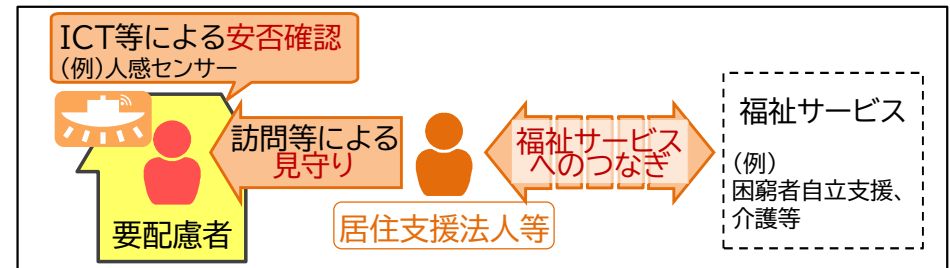 ICT等による安否確認
(例)人感センサー
訪問等による
見守り
要配慮者
居住支援法人等
福祉サービス
へのつなぎ
福祉サービス
(例)
困窮者自立支援、
介護等